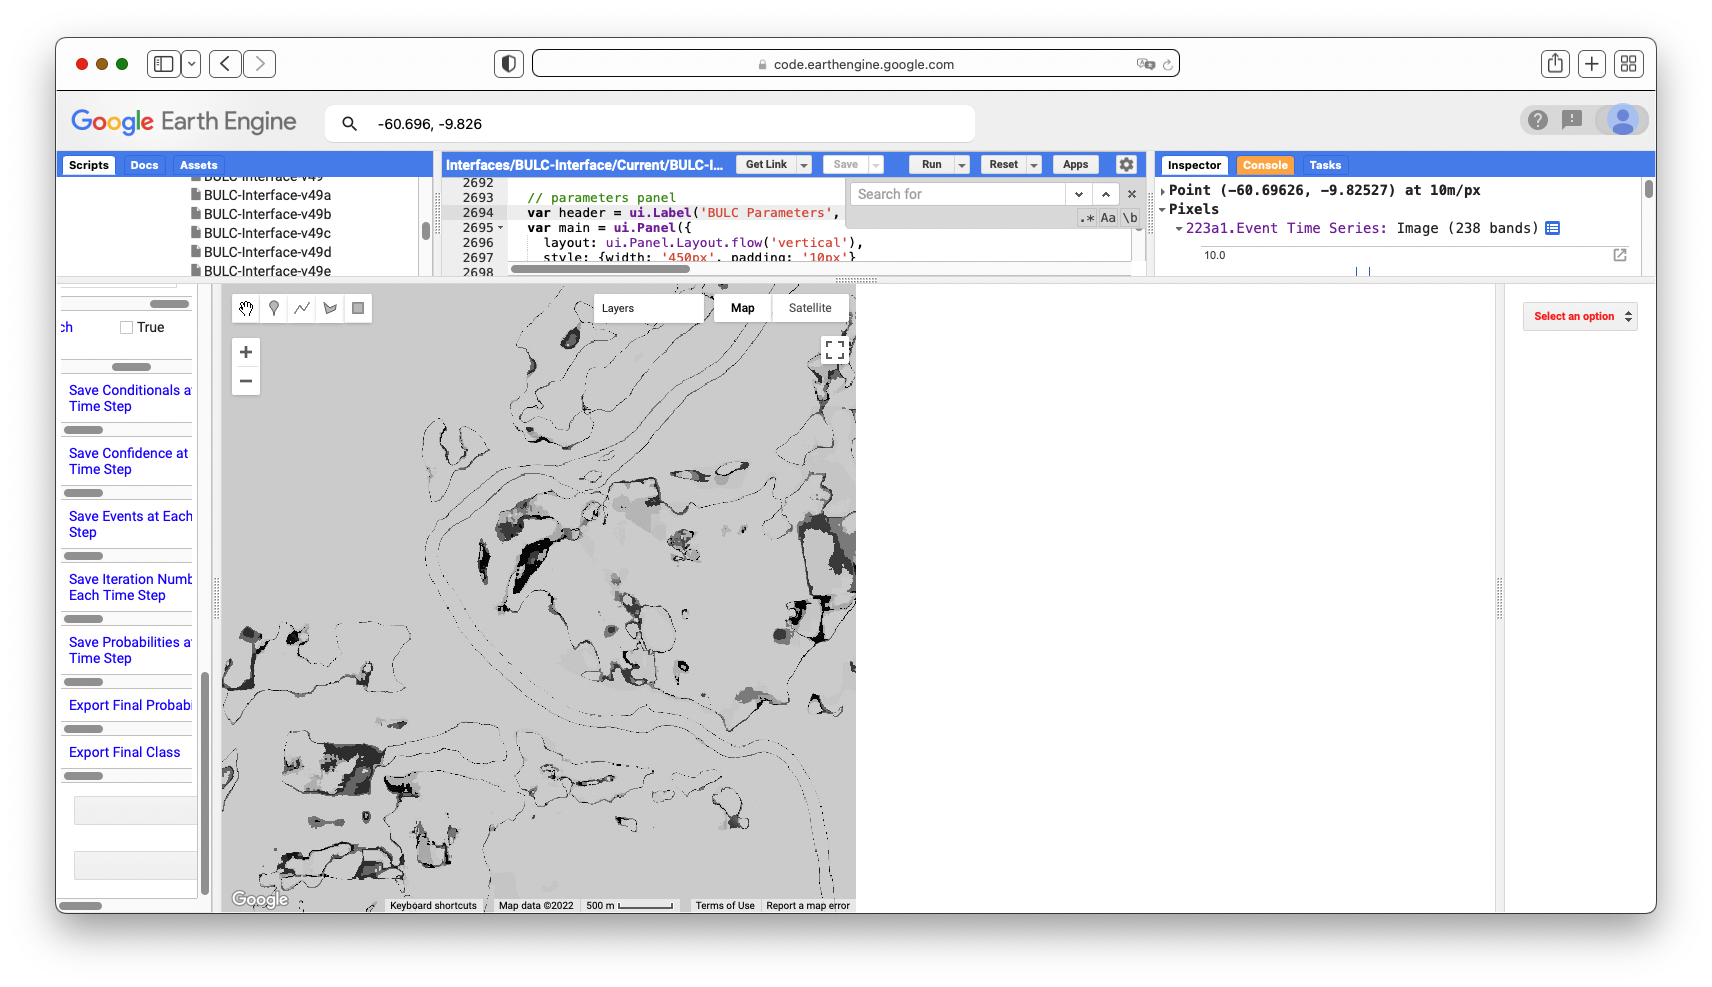 code.earthengine.google.com
Google Earth Engine
-60.696, -9.826
Scripts Docs Assets
BULC-Interface-v49
BULC-Interface-v49a
BULC-Interface-v49b
BULC-Interface-v49c
BULC-Interface-v49d
BULC-Interface-v49e
Interfaces/BULC-Interface/Current/BULC-I...
Get Link Save Run Reset Apps
2692
2693 // parameters panel
2694 var header = ui.Label('BULC Parameters',
2695 var main = ui.Panel({
2696 layout: ui.Panel.Layout.flow('vertical'),
2697 style: {width: '450px', padding: '10px'}
2698
Search for
.* Aa \b
Inspector Console Tasks
Point (-60.69626, -9.82527) at 10m/px
Pixels
223a1.Event Time Series: Image (238 bands)
10.0
ch True
Save Conditionals a
Time Step
Save Confidence at
Time Step
Save Events at Each
Step
Save Iteration Numb
Each Time Step
Save Probabilities a
Time Step
Export Final Probabi
Export Final Class
Layers
Map Satellite
Select an option
Google
Keyboard shortcuts Map data ©2022 500 m Terms of Use Report a map error